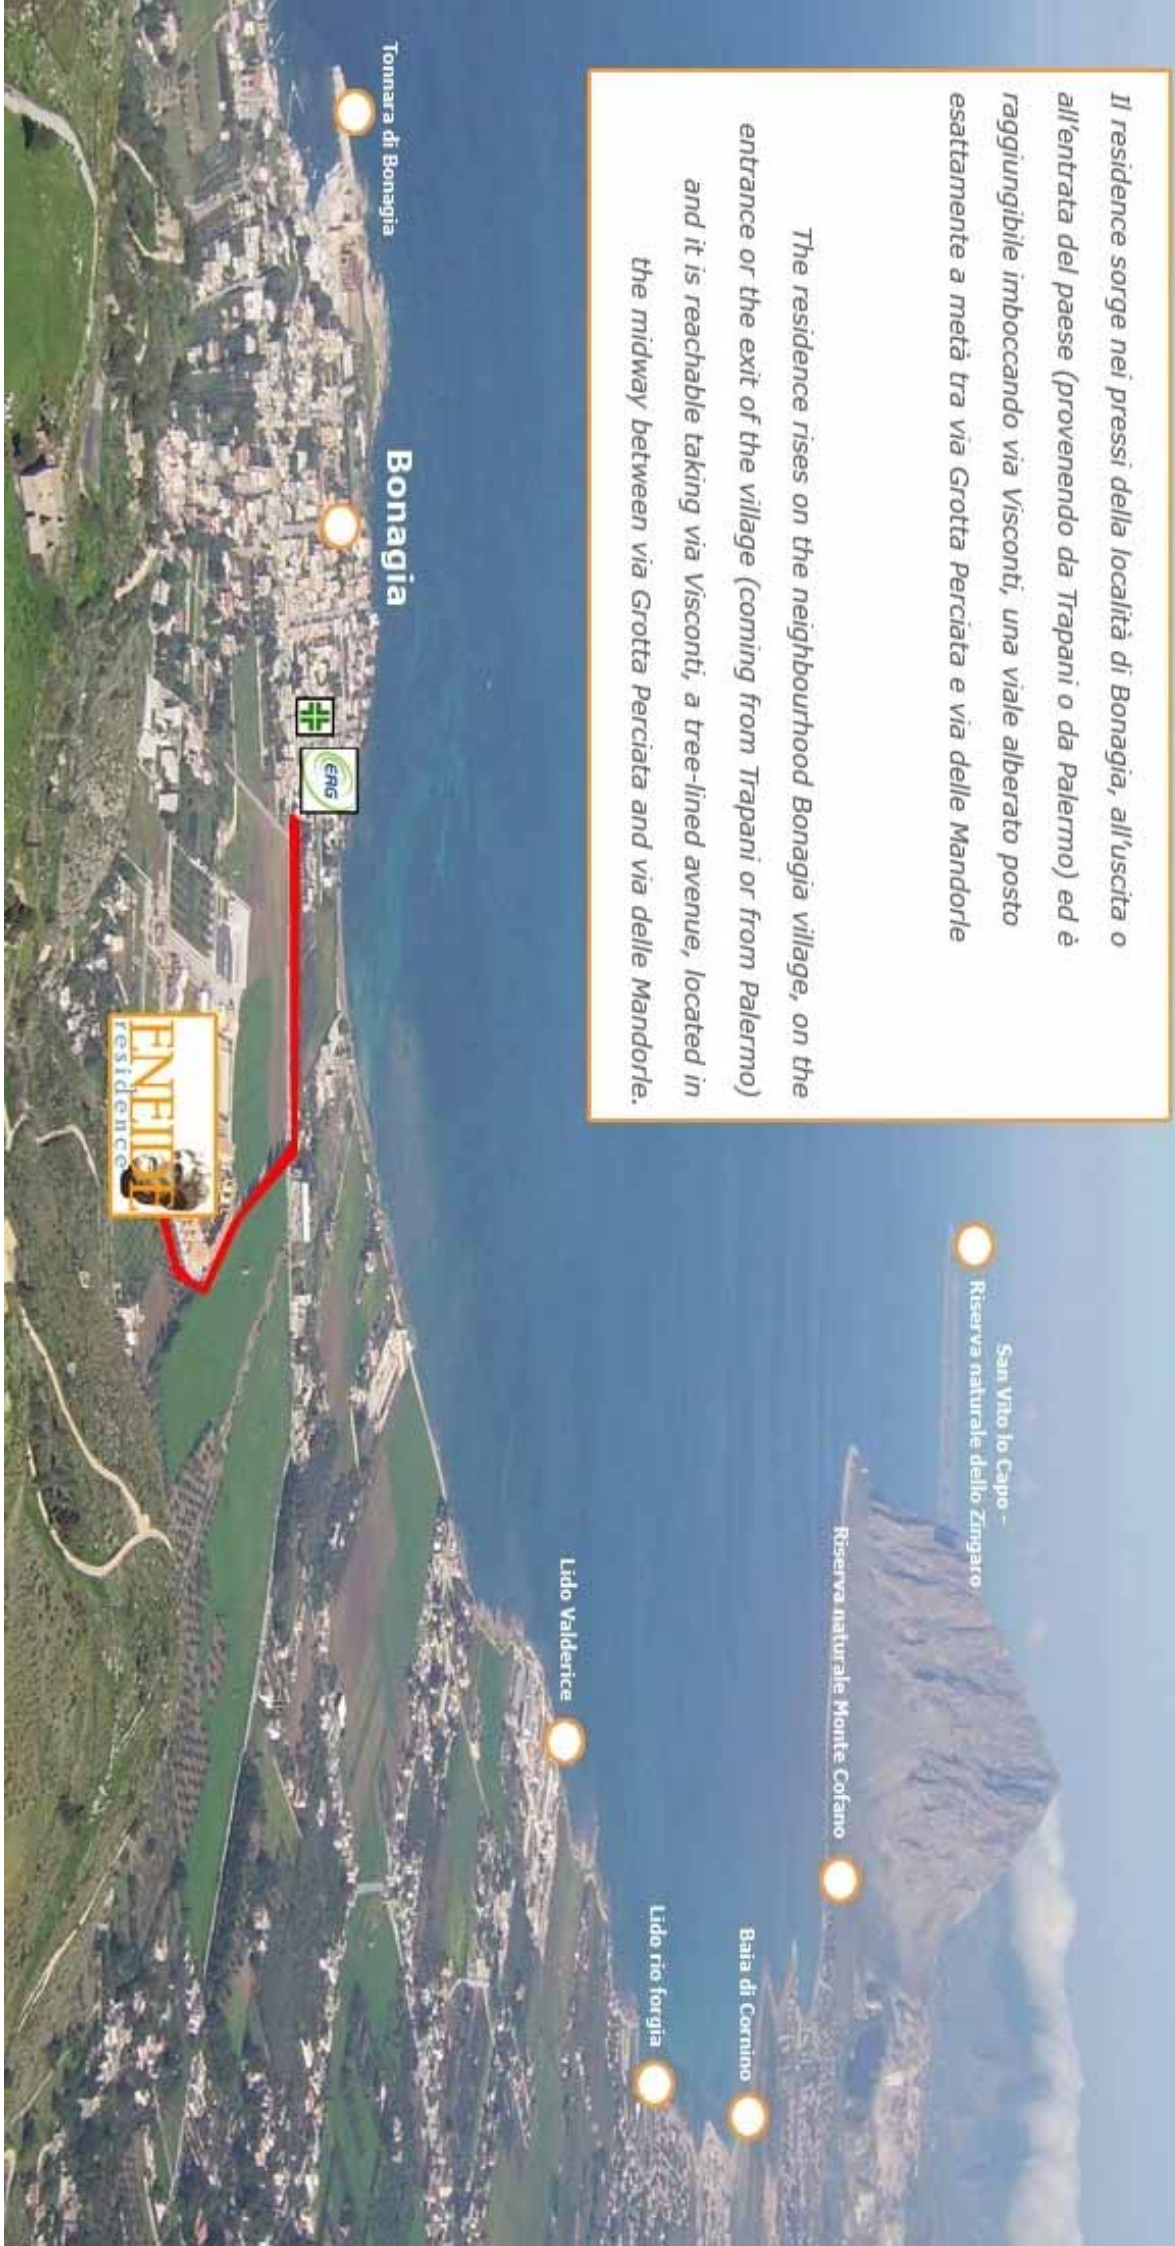 Il residence sorge nei pressi della località di Bonagia, all'uscita o
all'entrata del paese (provenendo da Trapani o da Palermo) ed è
raggiungibile imboccando via Visconti, una viale alberato posto
esattamente a metà tra via Grotta Perciata e via delle Mandorle
The residence rises on the neighbourhood Bonagia village, on the
entrance or the exit of the village (coming from Trapani or from Palermo)
and it is reachable taking via Visconti, a tree-lined avenue, located in
the midway between via Grotta Perciata and via delle Mandorle.
San Vito lo Capo -
Riserva naturale dello Zingaro
Riserva naturale Monte Cofano
Baia di Cornino
Lido rio forgia
Lido Valderice
Tonnara di Bonagia
Bonagia
ERG
residence